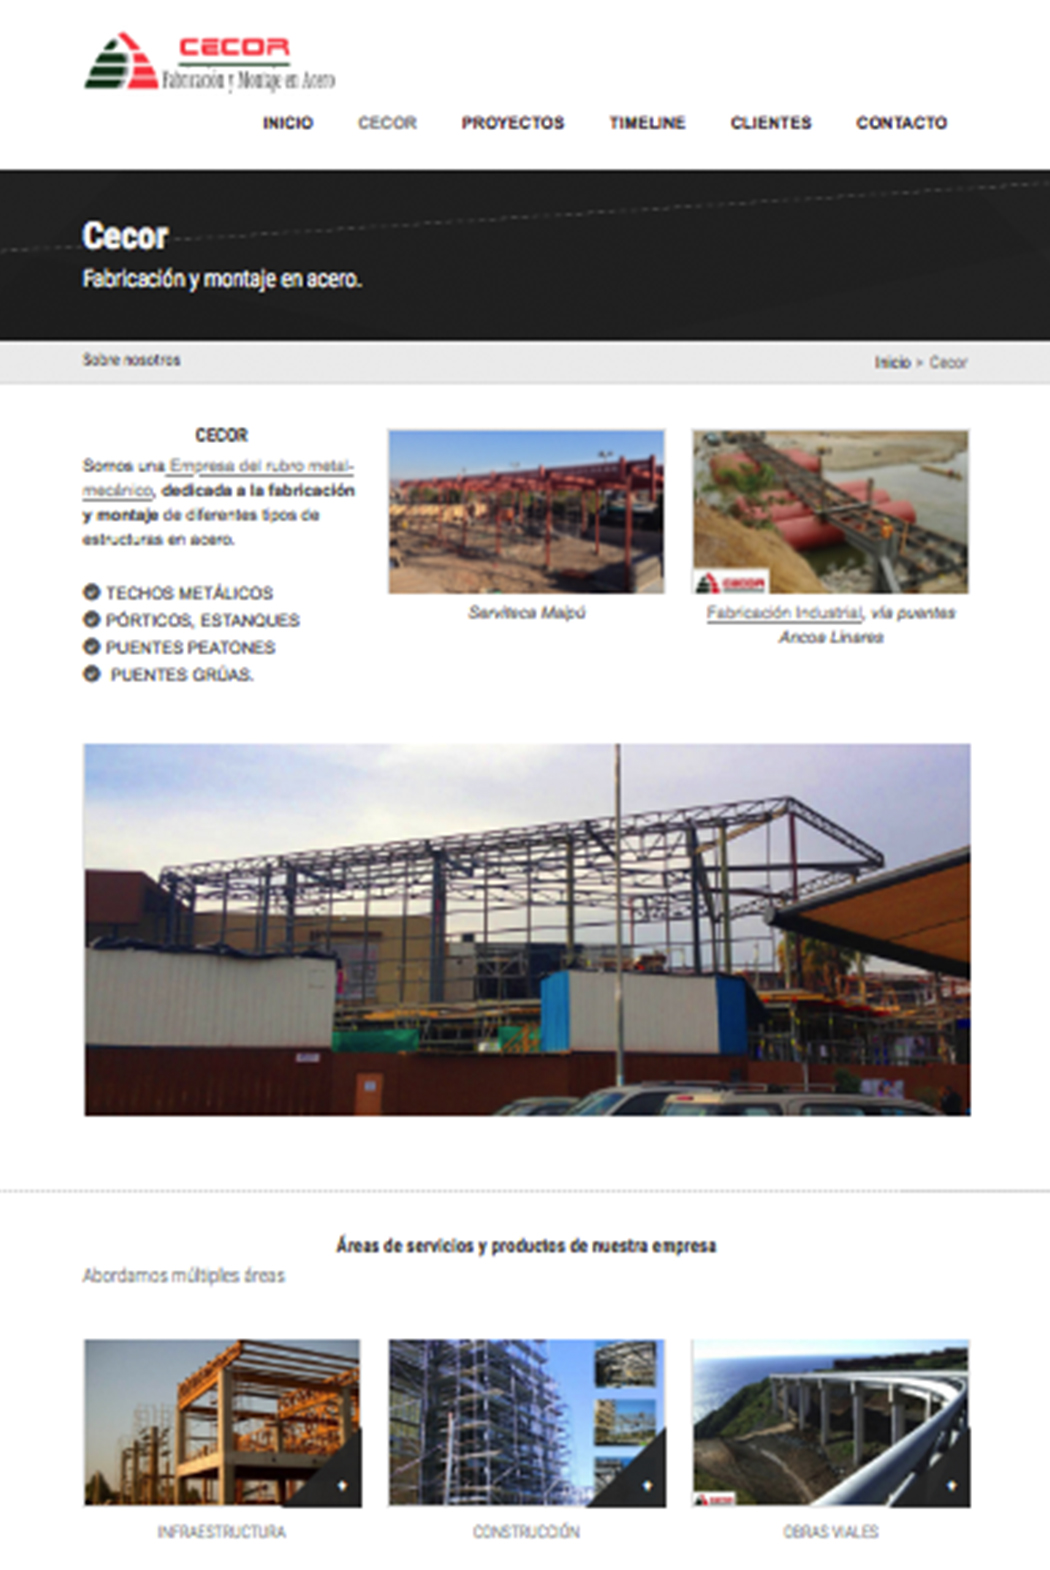 CECOR
Fabricación y Montaje en Acero
INICIO CECOR PROYECTOS TIMELINE CLIENTES CONTACTO
Cecor
Fabricación y montaje en acero.
Sobre nosotros
Inicio > Cecor
CECOR
Somos una Empresa del rubro metal-
mecánico, dedicada a la fabricación
y montaje de diferentes tipos de
estructuras en acero.
TECHOS METÁLICOS
PÓRTICOS, ESTANQUES
PUENTES PEATONES
PUENTES GRÚAS.
Serviteca Maipú
CECOR
Fabricación Industrial, vía puentes
Ancoa Linares
Áreas de servicios y productos de nuestra empresa
Abordamos múltiples áreas
CECOR
INFRAESTRUCTURA
CONSTRUCCIÓN
OBRAS VIALES